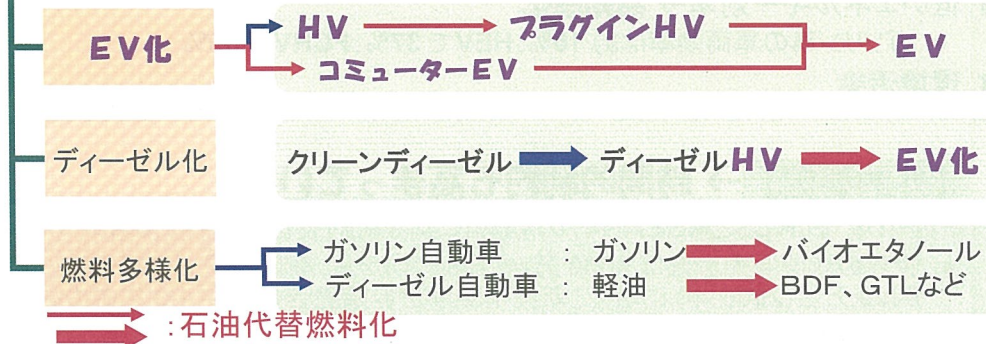 EV化
HV
プラグインHV
コミューターEV
EV
ディーゼル化
クリーンディーゼル
ディーゼルHV
EV化
燃料多様化
ガソリン自動車 : ガソリン
バイオエタノール
ディーゼル自動車 : 軽油
BDF、GTLなど
:石油代替燃料化